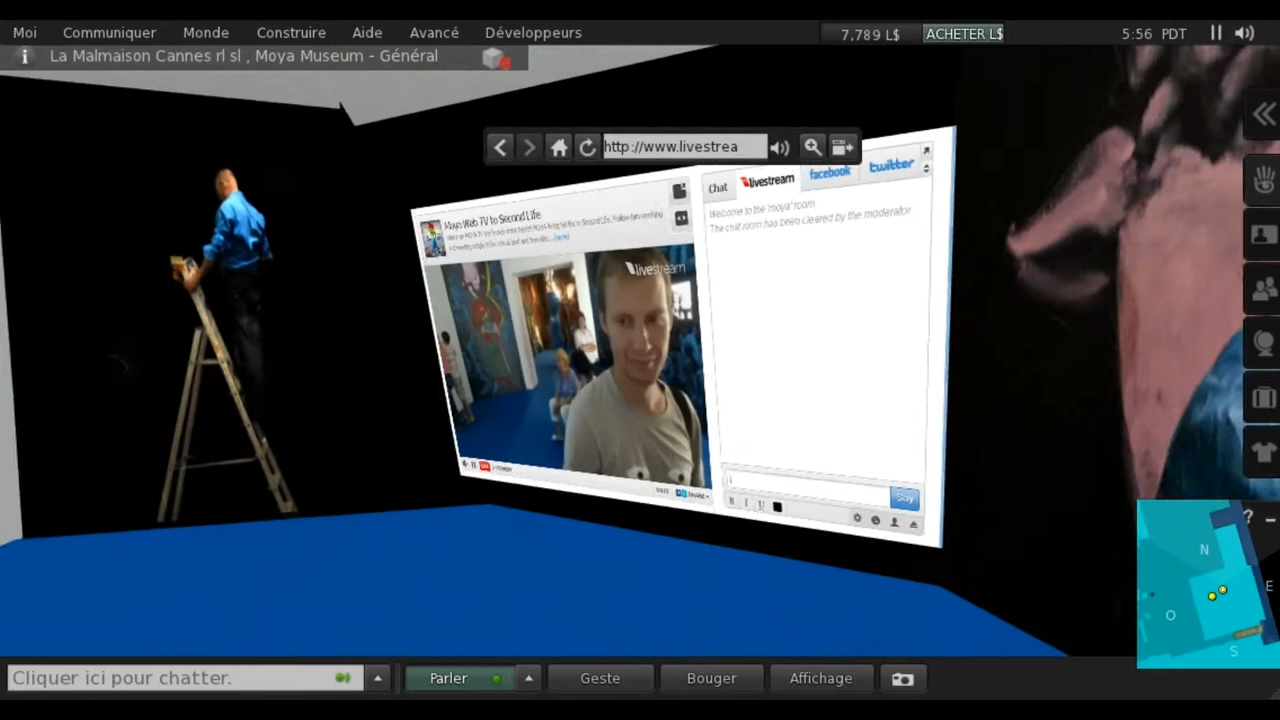 Moi Communiquer Monde Construire Aide Avancé Développeurs 7,789 L$ ACHETER L$ 5:56 PDT
La Malmaison Cannes rl sl , Moya Museum - Général
http://www.livestrea
Chat livestream facebook twitter
Moya Web TV to Second Life
Welcome to the 'moya' room
The chat room has been cleared by the moderator
livestream
SHARE
Say
B I U
N
E
O
S
?
Cliquer ici pour chatter. Parler Geste Bouger Affichage